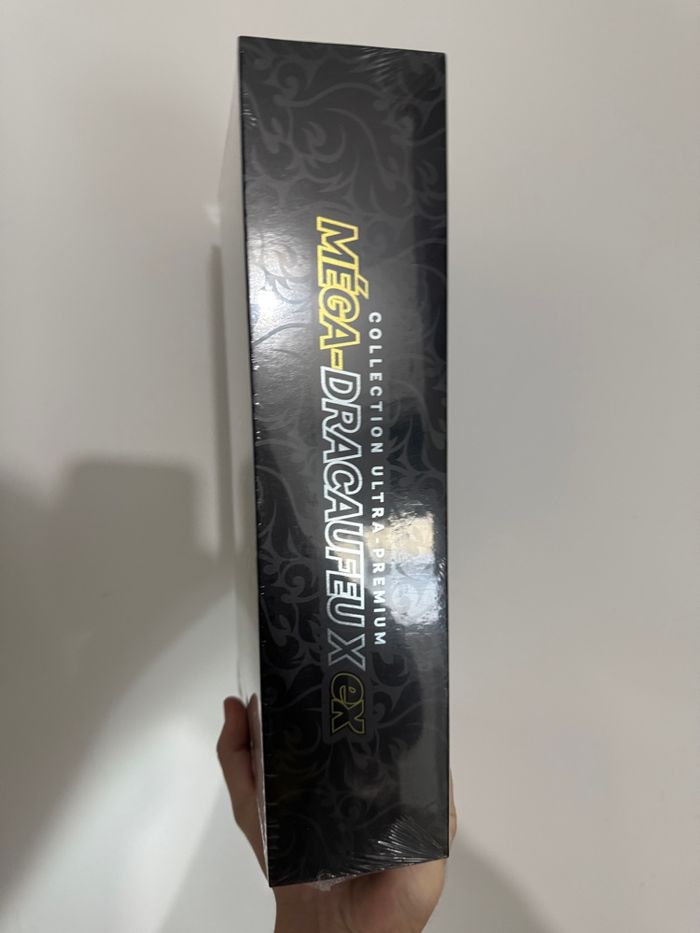 COLLECTION ULTRA-PREMIUM
MÉGA-DRACAUFEU X ex